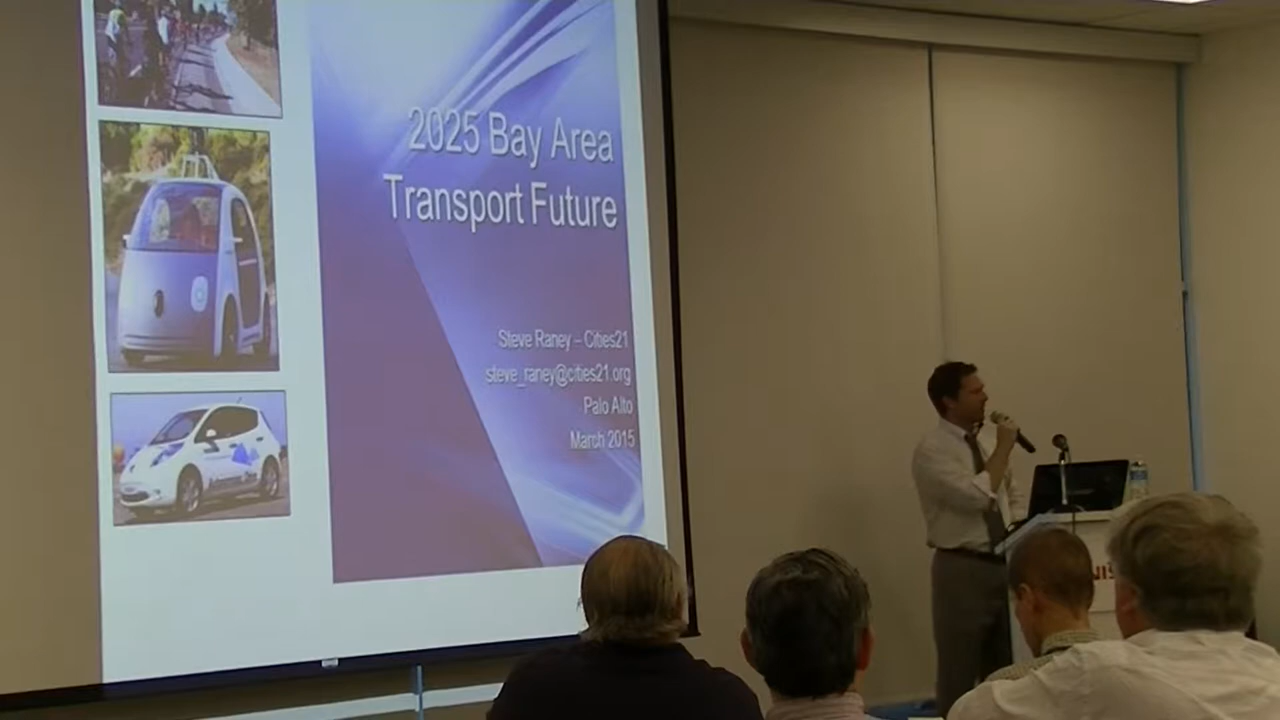 2025 Bay Area
Transport Future
Steve Raney – Cities21
steve_raney@cities21.org
Palo Alto
March 2015